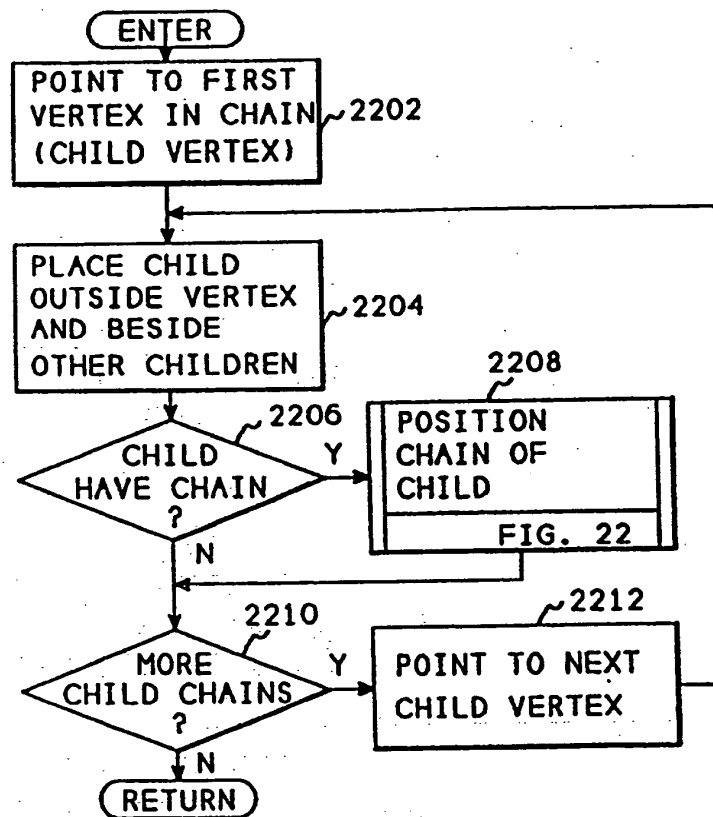 ENTER
POINT TO FIRST
VERTEX IN CHAIN
(CHILD VERTEX)
2202
PLACE CHILD
OUTSIDE VERTEX
AND BESIDE
OTHER CHILDREN
2204
2206
CHILD
HAVE CHAIN
?
Y
N
2208
POSITION
CHAIN OF
CHILD
FIG. 22
2210
MORE
CHILD CHAINS
?
Y
N
2212
POINT TO NEXT
CHILD VERTEX
RETURN